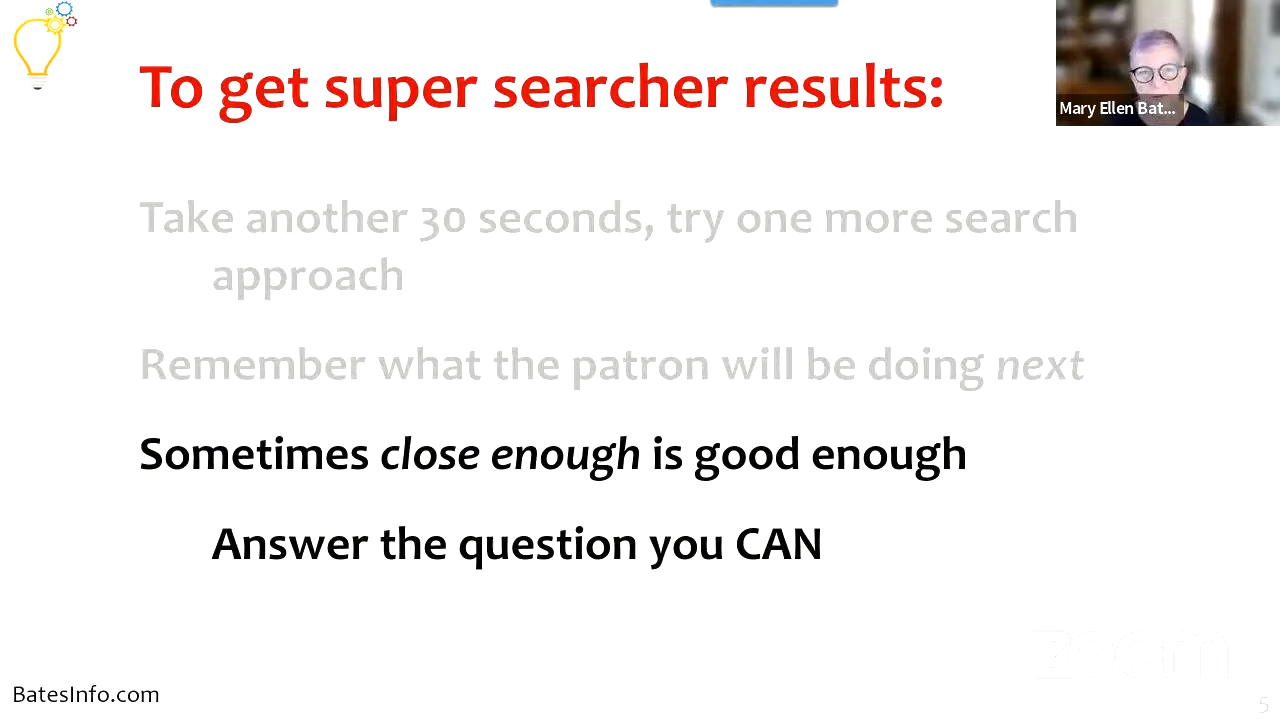 To get super searcher results:
Mary Ellen Bat...
Take another 30 seconds, try one more search
approach
Remember what the patron will be doing next
Sometimes close enough is good enough
Answer the question you CAN
zoom
BatesInfo.com
5